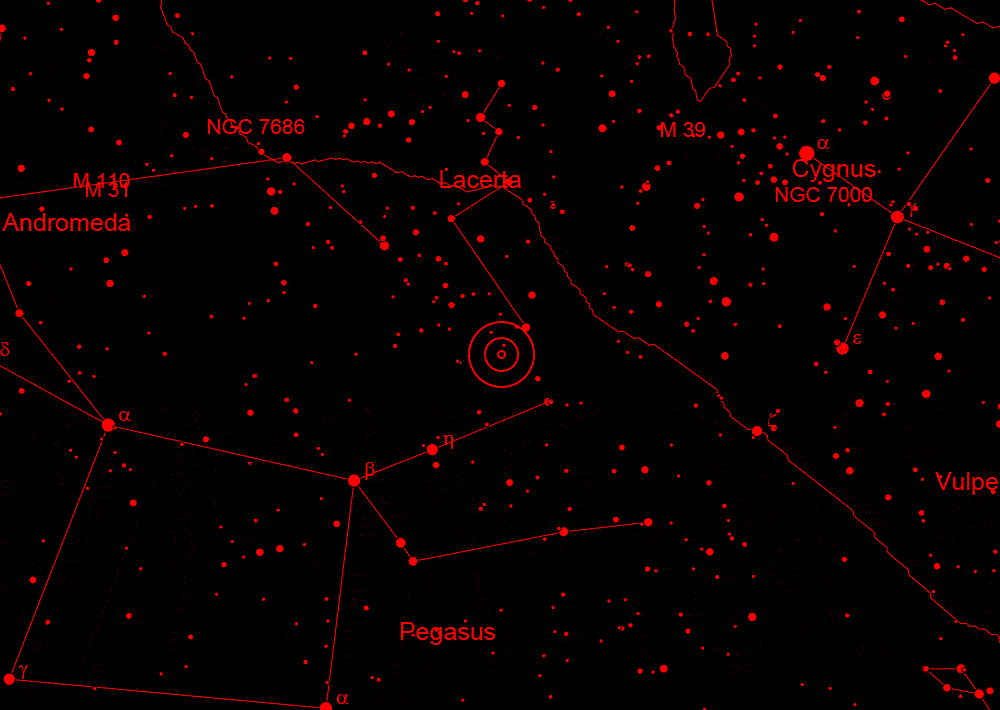 NGC 7686
M 39
α
Cygnus
M 110
M 31
Lacerta
NGC 7000
γ
Andromeda
ε
δ
α
ζ
η
β
Vulpe
Pegasus
γ
α